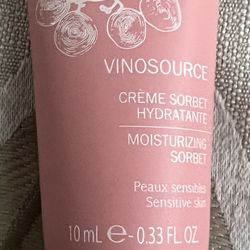 VINOSOURCE
CRÈME SORBET
HYDRATANTE
MOISTURIZING
SORBET
Peaux sensibles
Sensitive skin
10 mL ℮-0.33 FL. OZ